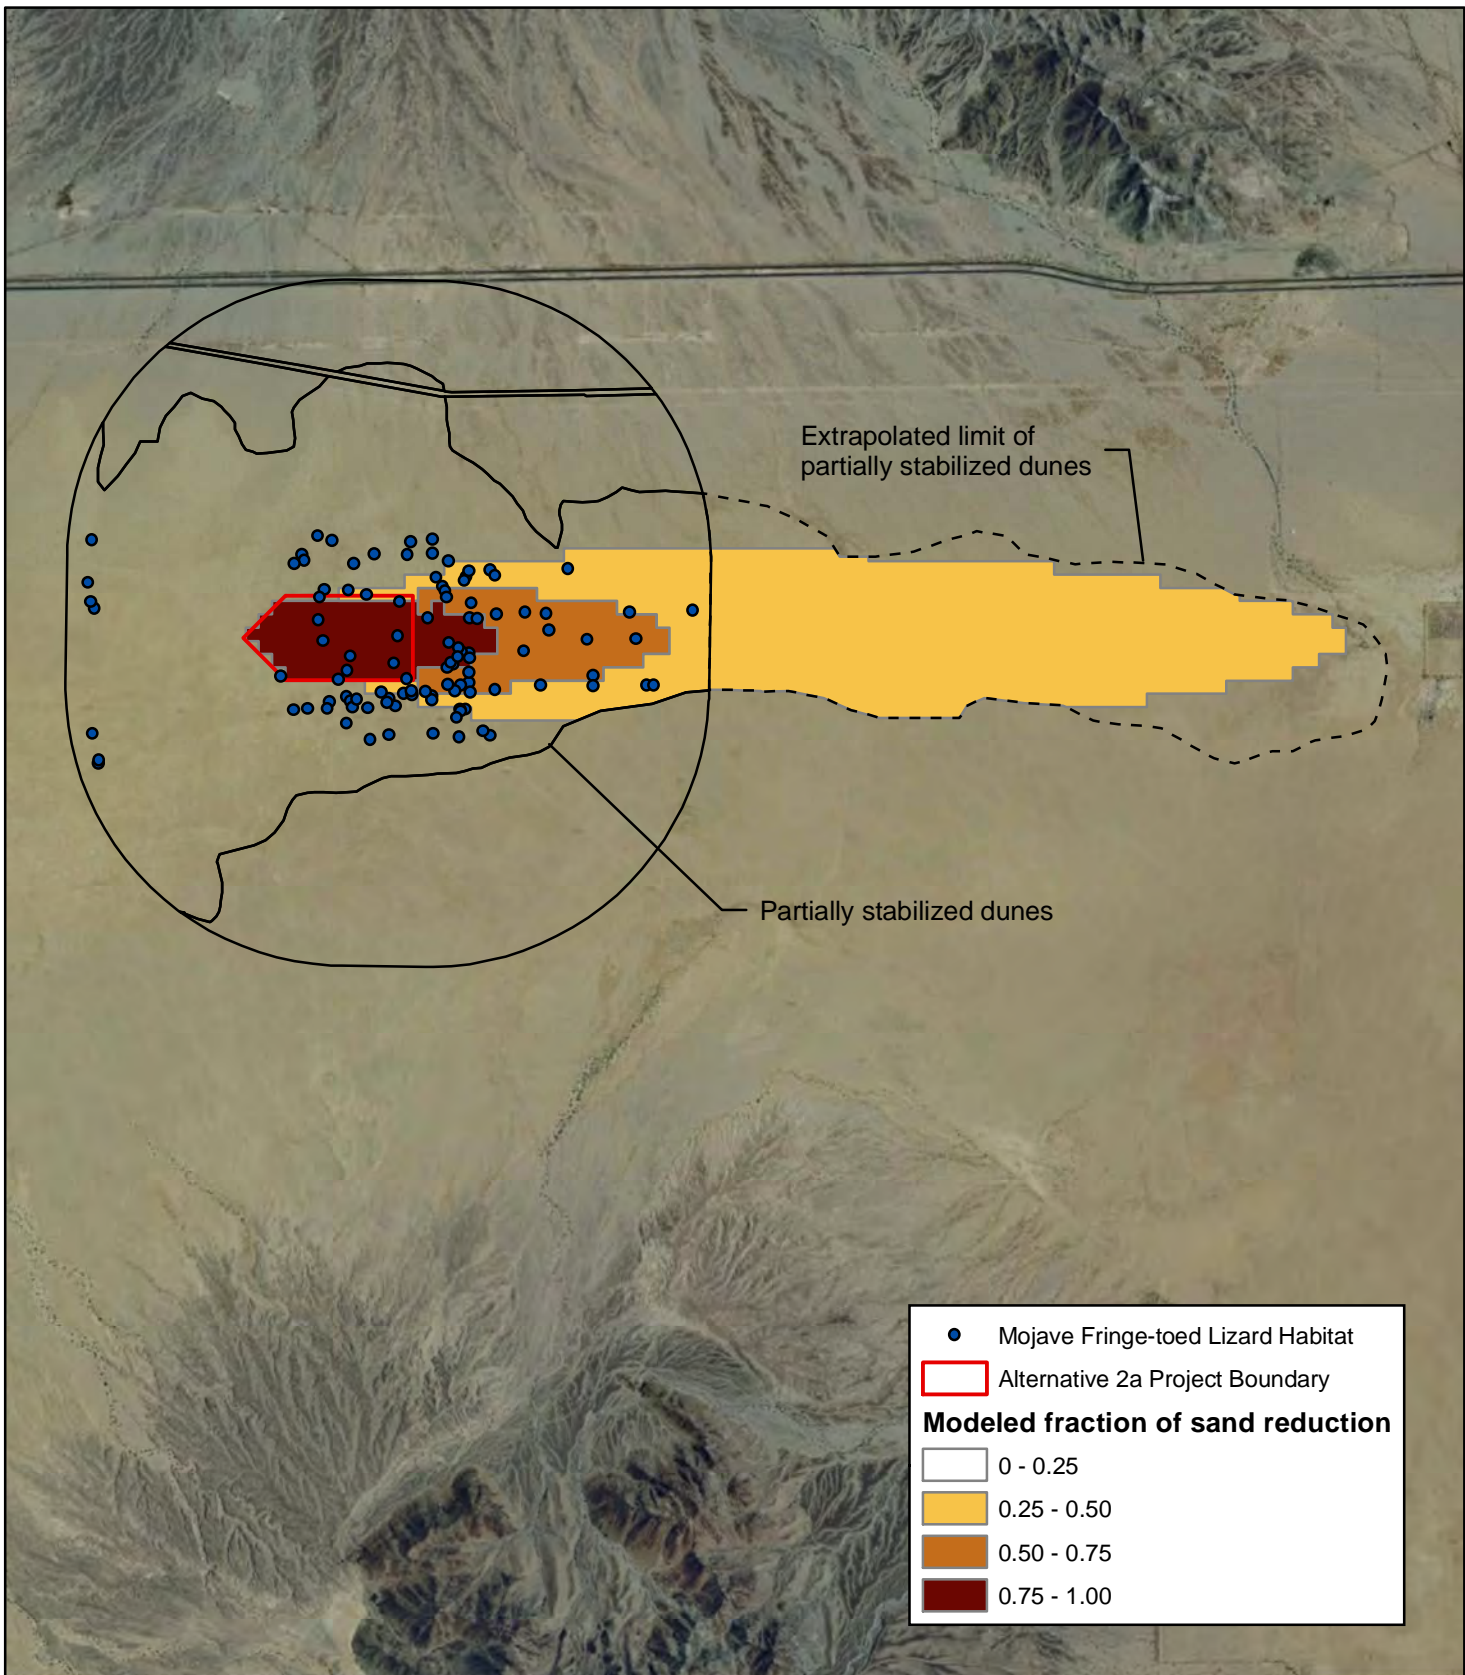 Extrapolated limit of
partially stabilized dunes
Partially stabilized dunes
Mojave Fringe-toed Lizard Habitat
Alternative 2a Project Boundary
Modeled fraction of sand reduction
0 - 0.25
0.25 - 0.50
0.50 - 0.75
0.75 - 1.00